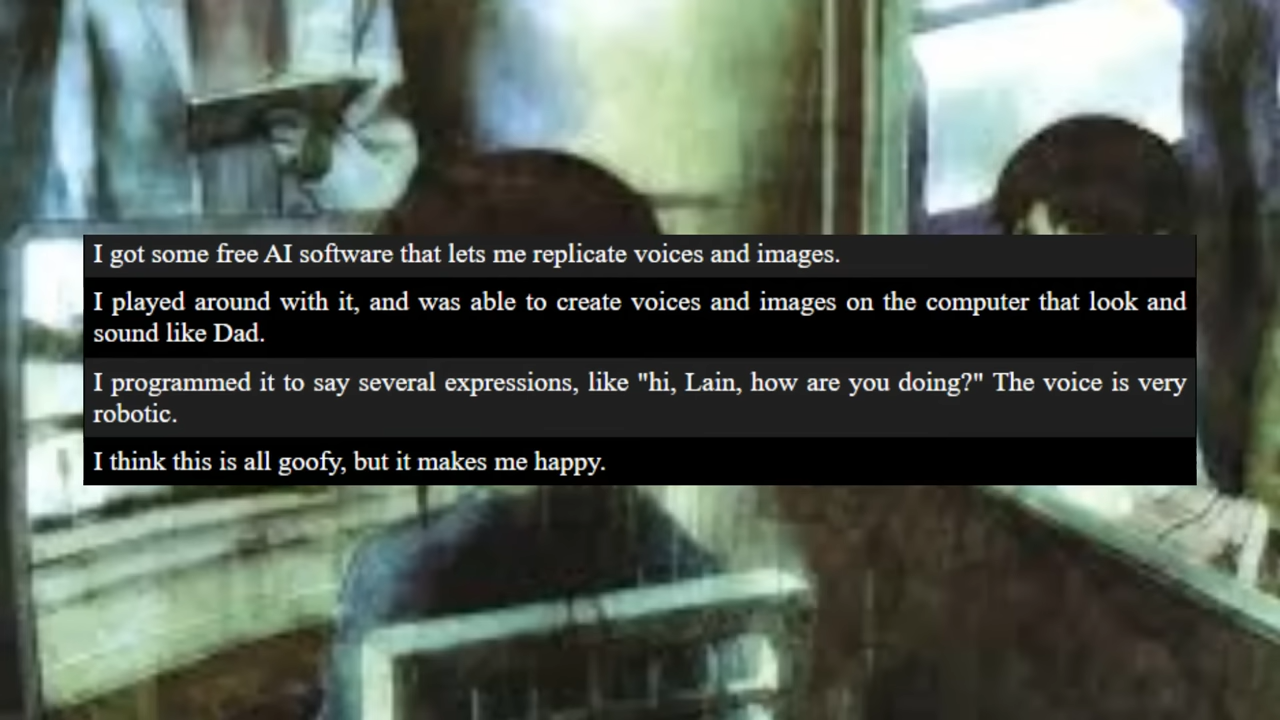 I got some free AI software that lets me replicate voices and images.
I played around with it, and was able to create voices and images on the computer that look and
sound like Dad.
I programmed it to say several expressions, like "hi, Lain, how are you doing?" The voice is very
robotic.
I think this is all goofy, but it makes me happy.